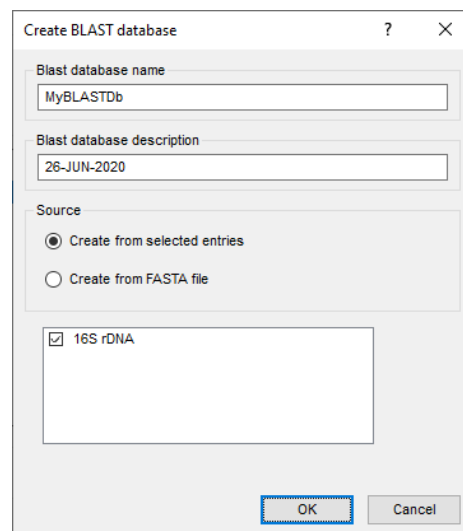 Create BLAST database
?
Blast database name
MyBLASTDb
Blast database description
26-JUN-2020
Source
Create from selected entries
Create from FASTA file
16S rDNA
OK
Cancel